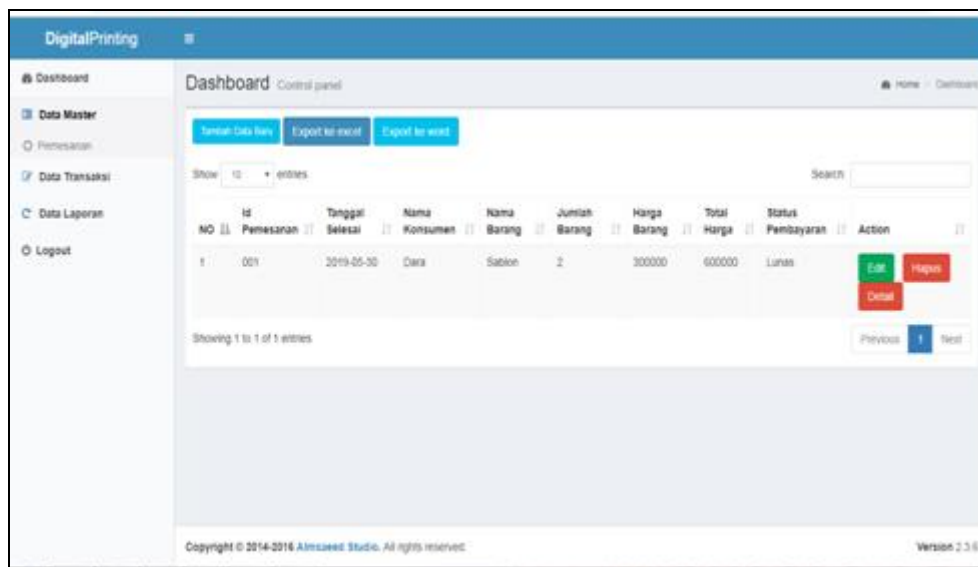 DigitalPrinting
Dashboard
Data Master
Pemesanan
Data Transaksi
Data Laporan
Logout
Dashboard Control panel
Home Dashboard
Tambah Data Baru Export ke excel Export ke word
Show 10 entries
Search
NO Id Pemesanan Tanggal Selesai Nama Konsumen Nama Barang Jumlah Barang Harga Barang Total Harga Status Pembayaran Action
1 001 2019-05-30 Dara Sablon 2 300000 600000 Lunas Edit Hapus
Detail
Showing 1 to 1 of 1 entries
Previous 1 Next
Copyright © 2014-2016 Almsaeed Studio. All rights reserved.
Version 2.3.6